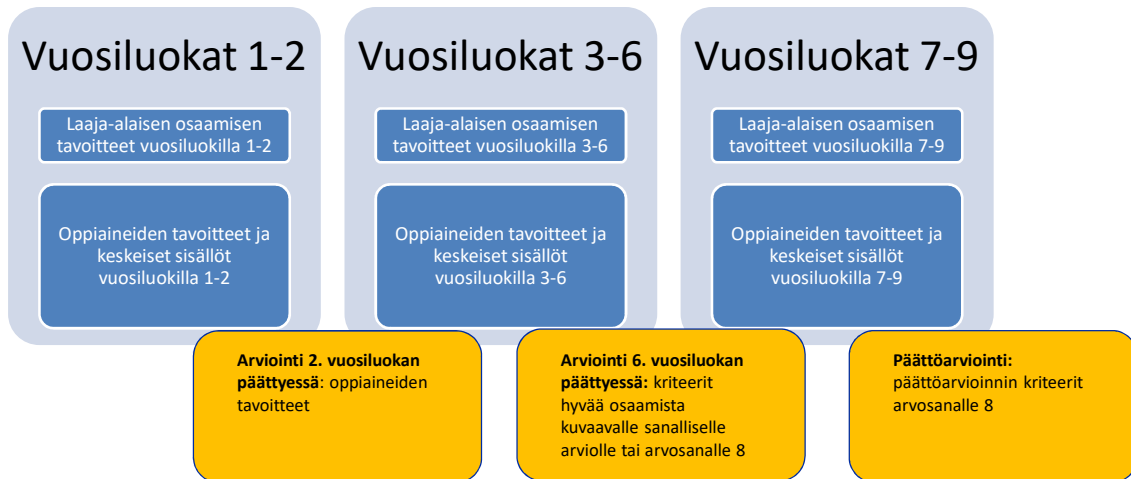 Vuosiluokat 1-2
Laaja-alaisen osaamisen
tavoitteet vuosiluokilla 1-2
Oppiaineiden tavoitteet ja
keskeiset sisällöt
vuosiluokilla 1-2
Vuosiluokat 3-6
Laaja-alaisen osaamisen
tavoitteet vuosiluokilla 3-6
Oppiaineiden tavoitteet ja
keskeiset sisällöt
vuosiluokilla 3-6
Vuosiluokat 7-9
Laaja-alaisen osaamisen
tavoitteet vuosiluokilla 7-9
Oppiaineiden tavoitteet ja
keskeiset sisällöt
vuosiluokilla 7-9
Arviointi 2. vuosiluokan
päättyessä: oppiaineiden
tavoitteet
Arviointi 6. vuosiluokan
päättyessä: kriteerit
hyvää osaamista
kuvaavalle sanalliselle
arviolle tai arvosanalle 8
Päättöarviointi:
päättöarvioinnin kriteerit
arvosanalle 8